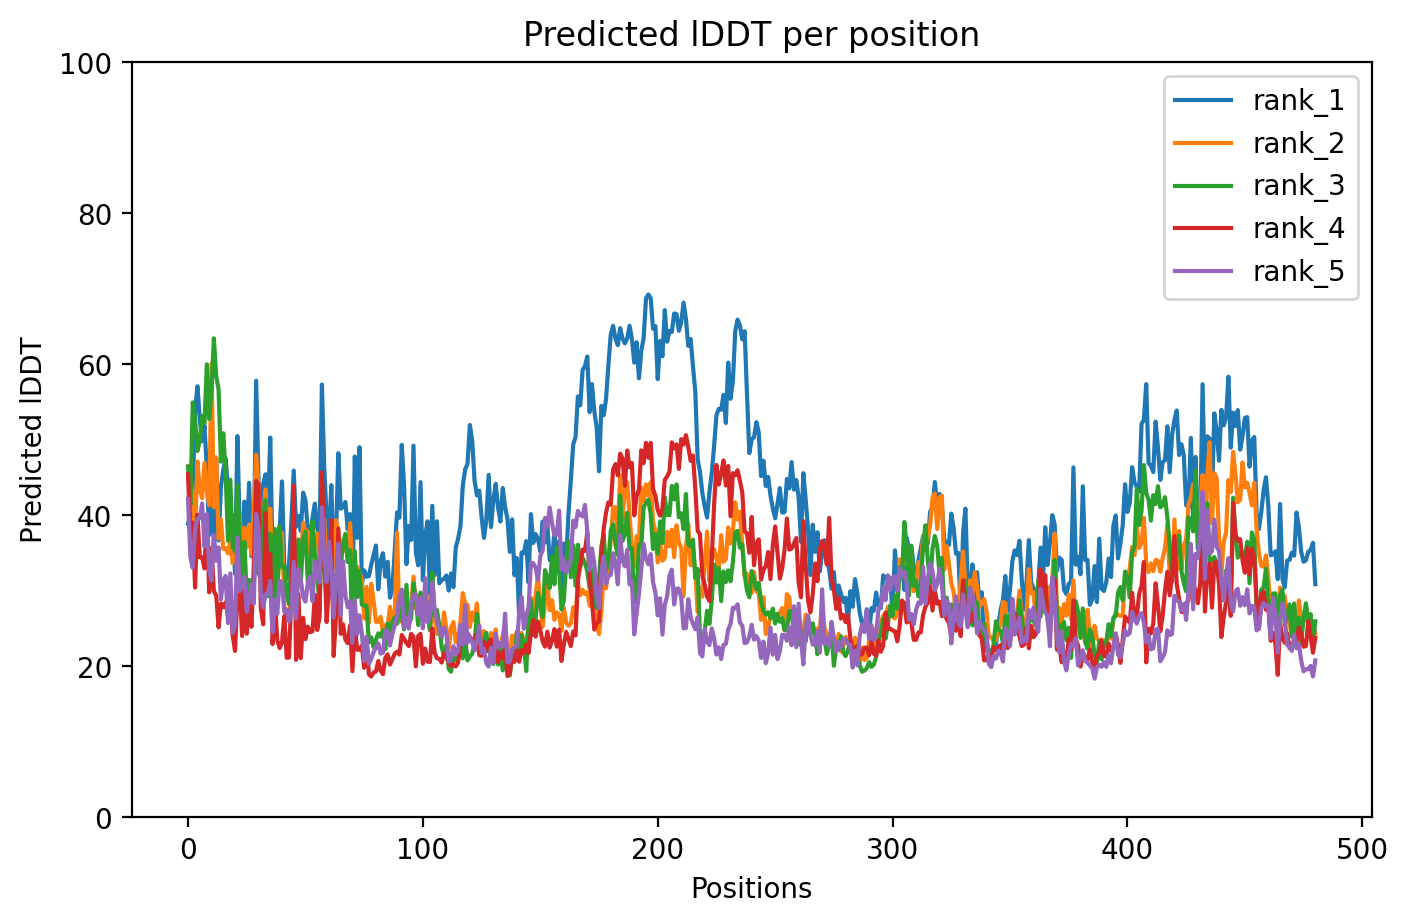 Predicted lDDT per position
Predicted lDDT
100
80
60
40
20
0
0 100 200 300 400 500
Positions
rank_1
rank_2
rank_3
rank_4
rank_5